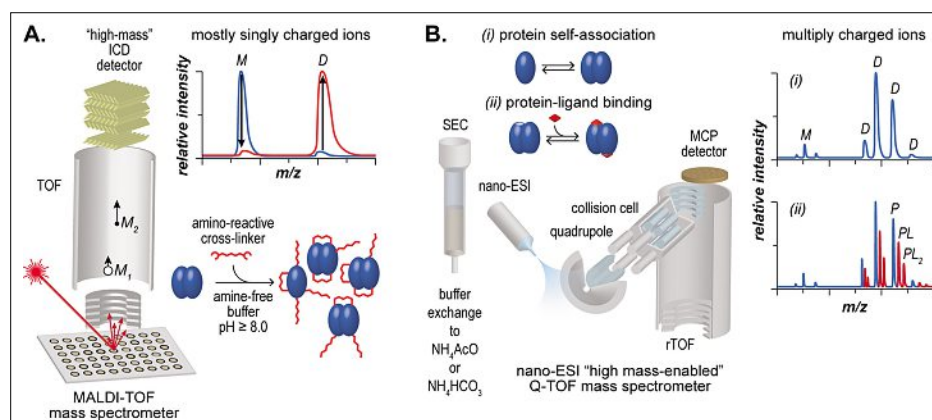 A.
"high-mass"
ICD
detector
mostly singly charged ions
M
D
relative intensity
m/z
TOF
M2
M1
amino-reactive
cross-linker
amine-free
buffer
pH ≥ 8.0
MALDI-TOF
mass spectrometer
B.
(i) protein self-association
(ii) protein-ligand binding
SEC
nano-ESI
buffer
exchange
to
NH4AcO
or
NH4HCO3
collision cell
quadrupole
MCP
detector
rTOF
nano-ESI "high mass-enabled"
Q-TOF mass spectrometer
multiply charged ions
(i)
D
D
M
D
D
relative intensity
(ii)
P
PL
PL2
m/z